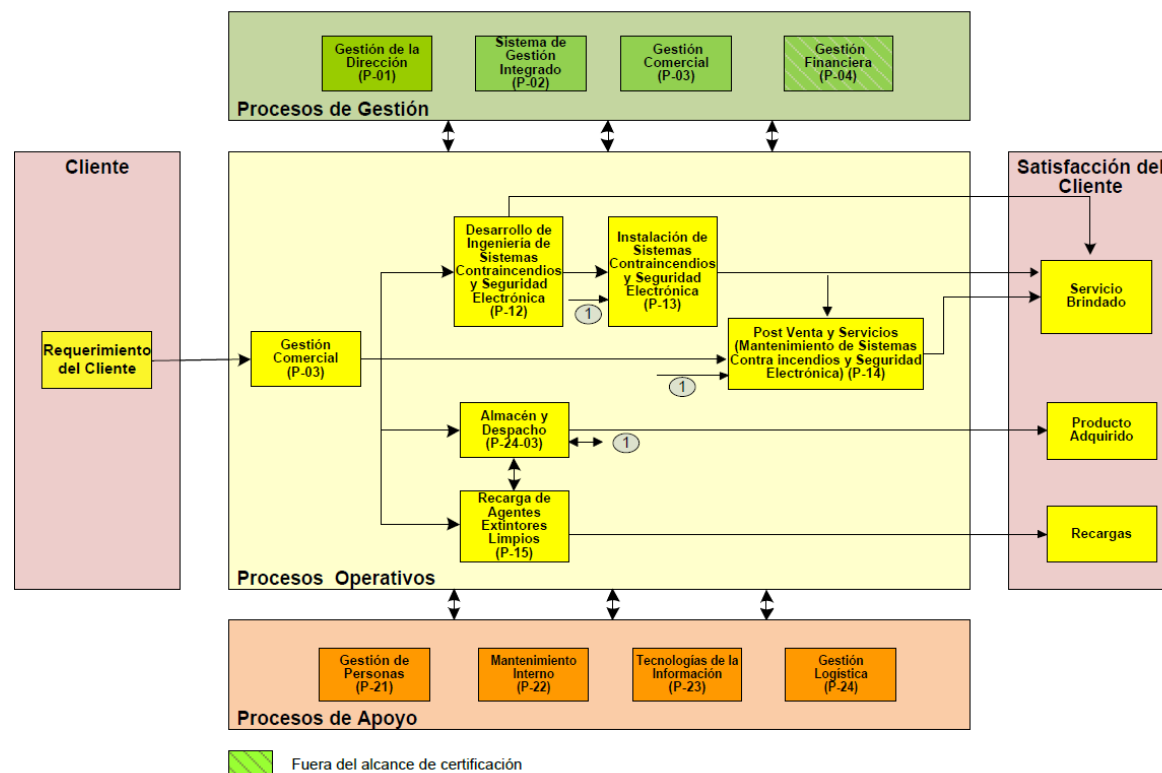 Gestión de la
Dirección
(P-01)
Sistema de
Gestión
Integrado
(P-02)
Gestión
Comercial
(P-03)
Gestión
Financiera
(P-04)
Procesos de Gestión
Cliente
Requerimiento
del Cliente
Gestión
Comercial
(P-03)
Desarrollo de
Ingeniería de
Sistemas
Contraincendios
y Seguridad
Electrónica
(P-12)
1
Instalación de
Sistemas
Contraincendios
y Seguridad
Electrónica
(P-13)
Post Venta y Servicios
(Mantenimiento de Sistemas
Contra incendios y Seguridad
Electrónica) (P-14)
1
Almacén y
Despacho
(P-24-03)
1
Recarga de
Agentes
Extintores
Limpios
(P-15)
Procesos Operativos
Satisfacción del
Cliente
Servicio
Brindado
Producto
Adquirido
Recargas
Gestión de
Personas
(P-21)
Mantenimiento
Interno
(P-22)
Tecnologías de la
Información
(P-23)
Gestión
Logística
(P-24)
Procesos de Apoyo
Fuera del alcance de certificación